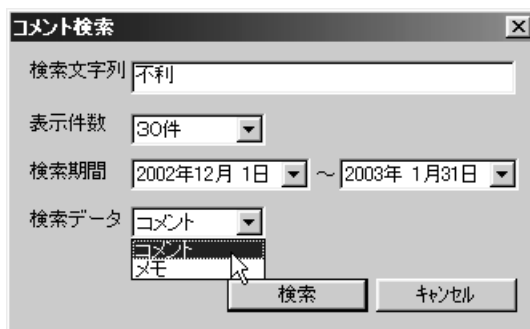 コメント検索
検索文字列 不利
表示件数 30件
検索期間 2002年12月 1日 ～ 2003年 1月31日
検索データ コメント
コメント
メモ
検索 キャンセル